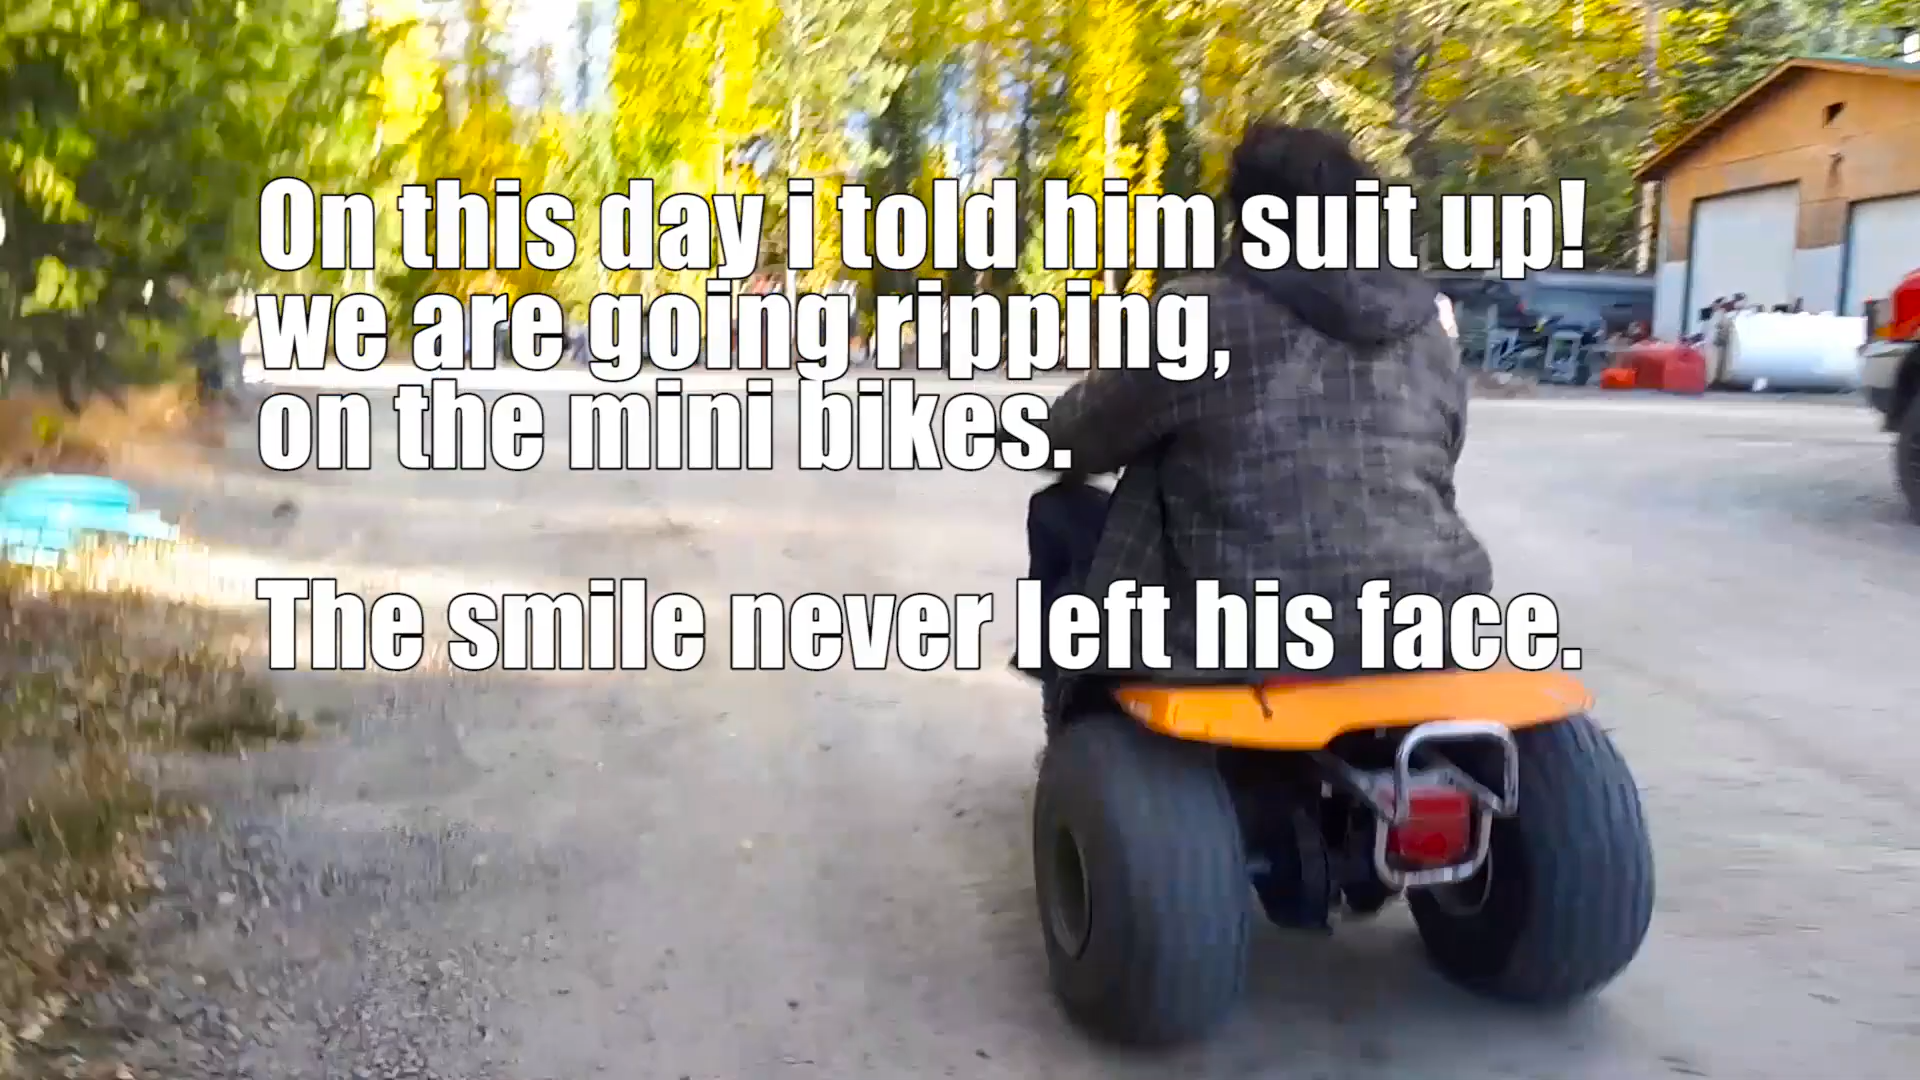 On this day i told him suit up!
we are going ripping,
on the mini bikes.
The smile never left his face.